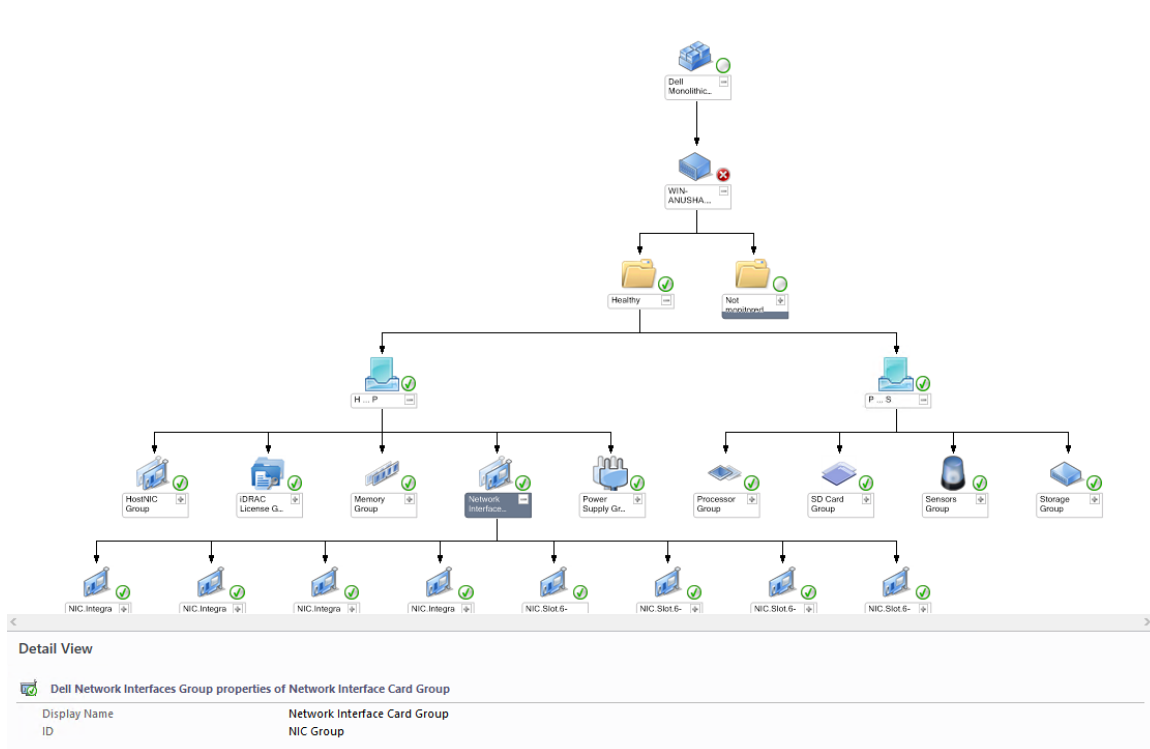 Dell
Monolithic...
WIN-
ANUSHA...
Healthy
Not
monitored
H ... P
P ... S
HostNIC
Group
iDRAC
License G...
Memory
Group
Network
Interface...
Power
Supply Gr...
Processor
Group
SD Card
Group
Sensors
Group
Storage
Group
NIC.Integra
NIC.Integra
NIC.Integra
NIC.Integra
NIC.Slot.6-
NIC.Slot.6-
NIC.Slot.6-
NIC.Slot.6-
Detail View
Dell Network Interfaces Group properties of Network Interface Card Group
Display Name Network Interface Card Group
ID NIC Group